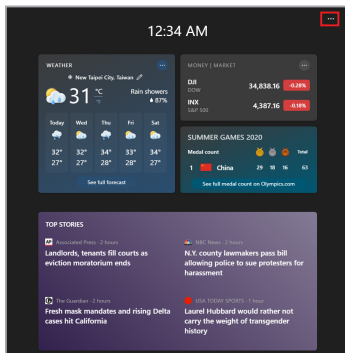 12:34 AM
WEATHER
New Taipei City, Taiwan
31 °C
°F
Rain showers
87%
Today Wed Thu Fri Sat
32° 32° 34° 33° 34°
27° 27° 28° 27° 27°
See full forecast
MONEY | MARKET
DJI
DOW
34,838.16 -0.28%
INX
S&P 500
4,387.16 -0.18%
SUMMER GAMES 2020
Medal count Total
1 China 29 18 16 63
See full medal count on Olympics.com
TOP STORIES
AP Associated Press · 2 hours
Landlords, tenants fill courts as
eviction moratorium ends
NBC News · 2 hours
N.Y. county lawmakers pass bill
allowing police to sue protesters for
harassment
The Guardian · 2 hours
Fresh mask mandates and rising Delta
cases hit California
USA TODAY SPORTS · 1 hour
Laurel Hubbard would rather not
carry the weight of transgender
history